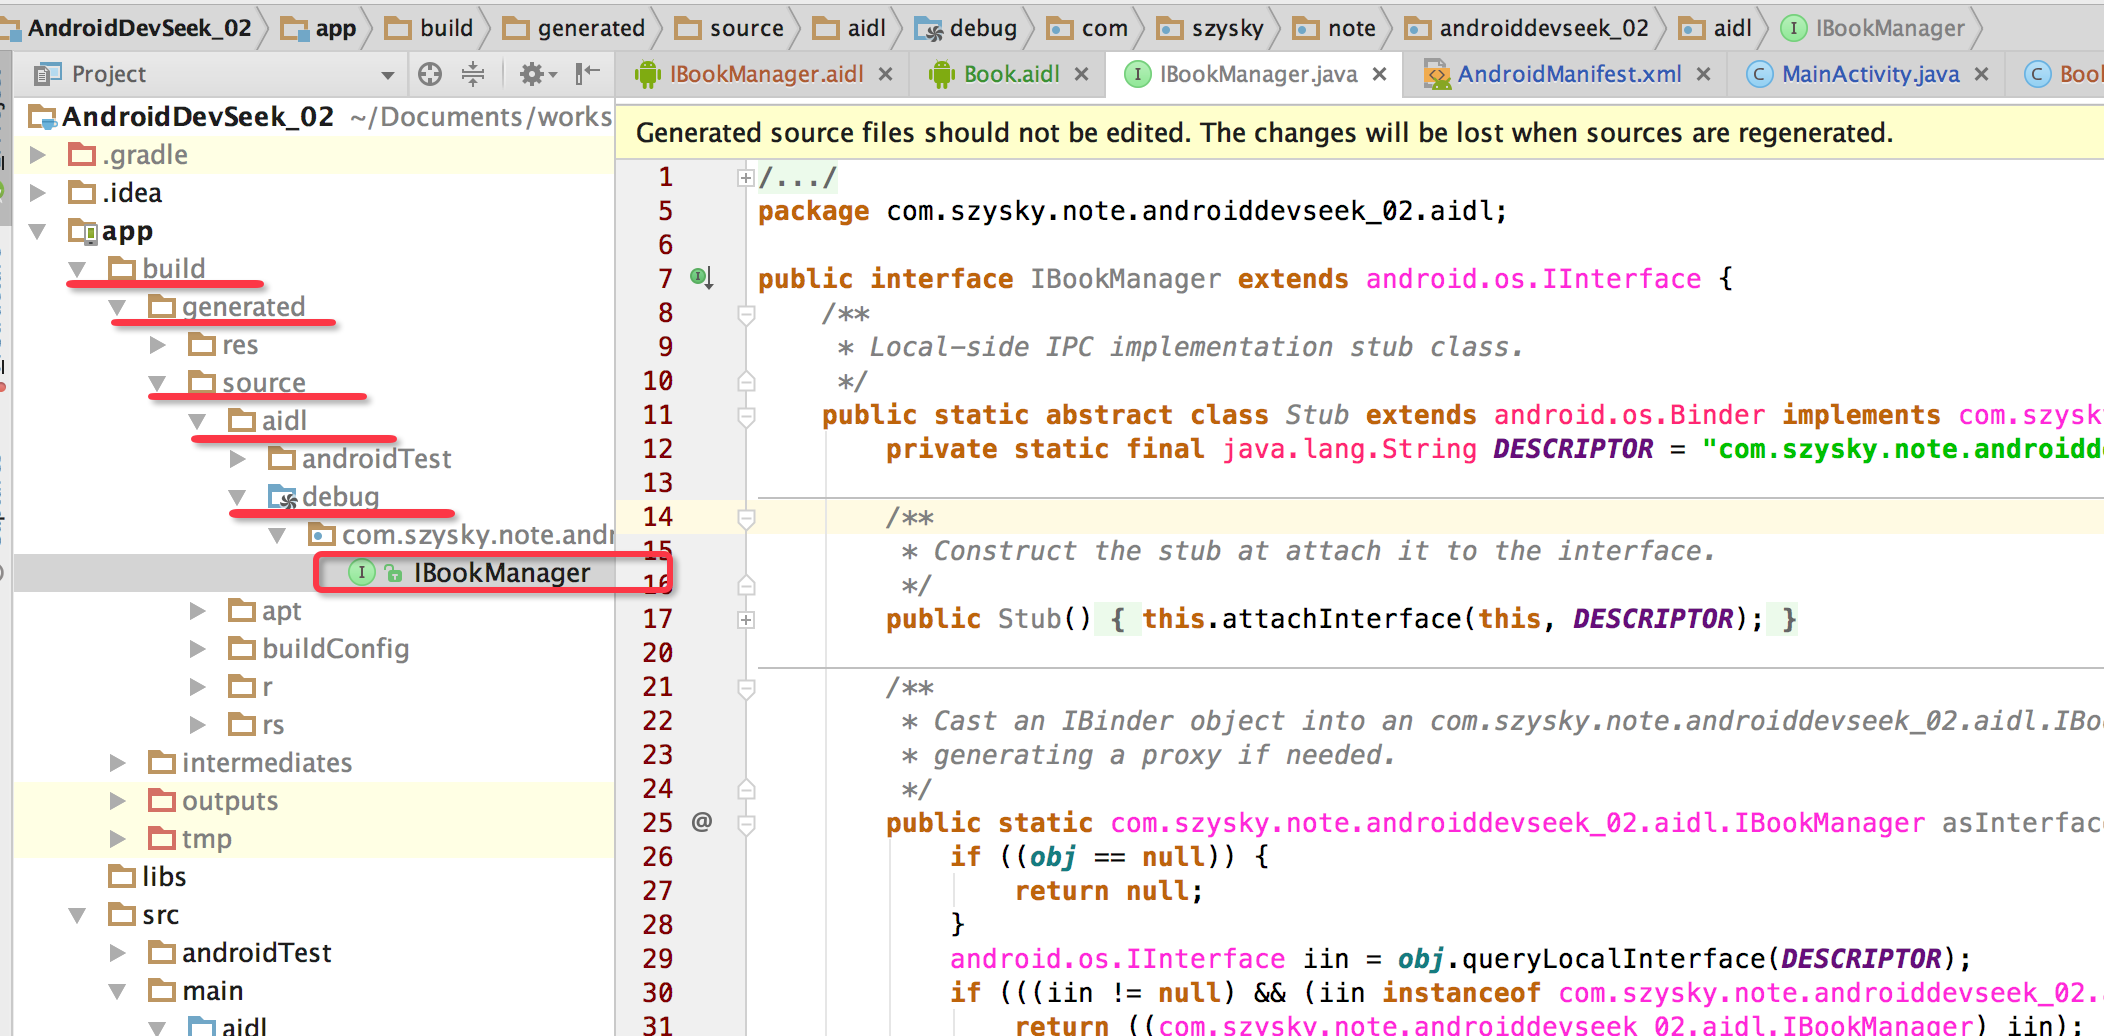 AndroidDevSeek_02 app build generated source aidl debug com szysky note androiddevseek_02 aidl IBookManager
Project IBookManager.aidl Book.aidl IBookManager.java AndroidManifest.xml MainActivity.java Boo
AndroidDevSeek_02 ~/Documents/works
.gradle
.idea
app
build
generated
res
source
aidl
androidTest
debug
com.szysky.note.andr
IBookManager
apt
buildConfig
r
rs
intermediates
outputs
tmp
libs
src
androidTest
main
aidl
Generated source files should not be edited. The changes will be lost when sources are regenerated.
1 /.../
5 package com.szysky.note.androiddevseek_02.aidl;
6
7 public interface IBookManager extends android.os.IInterface {
8 /**
9 * Local-side IPC implementation stub class.
10 */
11 public static abstract class Stub extends android.os.Binder implements com.szysk
12 private static final java.lang.String DESCRIPTOR = "com.szysky.note.androidd
13
14 /**
15 * Construct the stub at attach it to the interface.
16 */
17 public Stub() { this.attachInterface(this, DESCRIPTOR); }
20
21 /**
22 * Cast an IBinder object into an com.szysky.note.androiddevseek_02.aidl.IBoo
23 * generating a proxy if needed.
24 */
25 @ public static com.szysky.note.androiddevseek_02.aidl.IBookManager asInterfac
26 if ((obj == null)) {
27 return null;
28 }
29 android.os.IInterface iin = obj.queryLocalInterface(DESCRIPTOR);
30 if (((iin != null) && (iin instanceof com.szysky.note.androiddevseek_02.
31 return ((com.szysky.note.androiddevseek_02.aidl.IBookManager) iin);